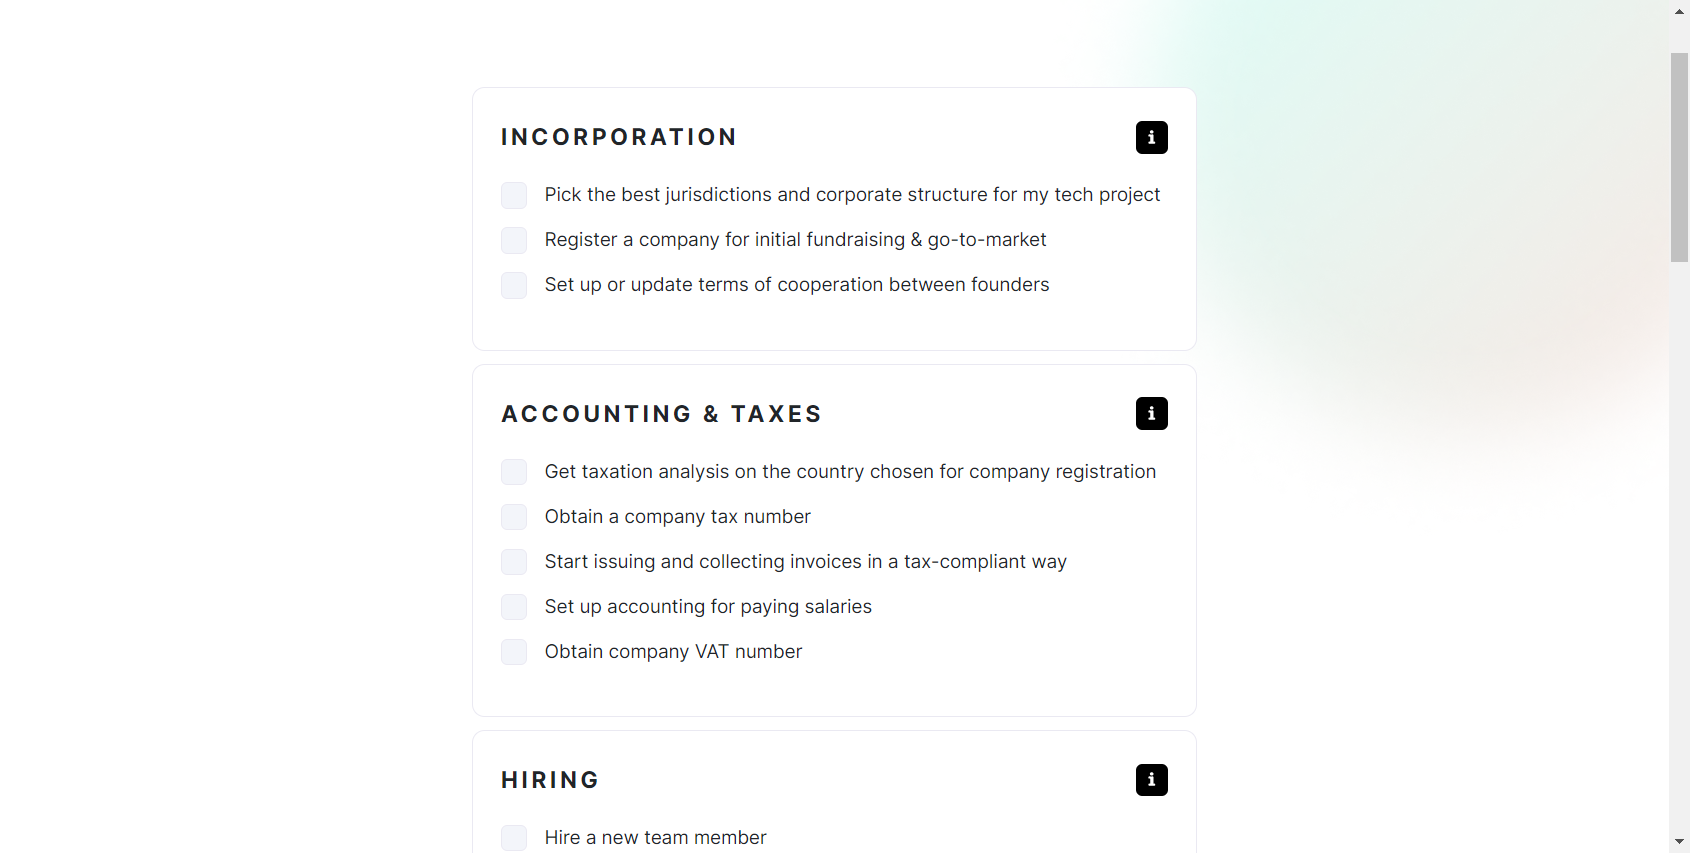 INCORPORATION
Pick the best jurisdictions and corporate structure for my tech project
Register a company for initial fundraising & go-to-market
Set up or update terms of cooperation between founders
ACCOUNTING & TAXES
Get taxation analysis on the country chosen for company registration
Obtain a company tax number
Start issuing and collecting invoices in a tax-compliant way
Set up accounting for paying salaries
Obtain company VAT number
HIRING
Hire a new team member